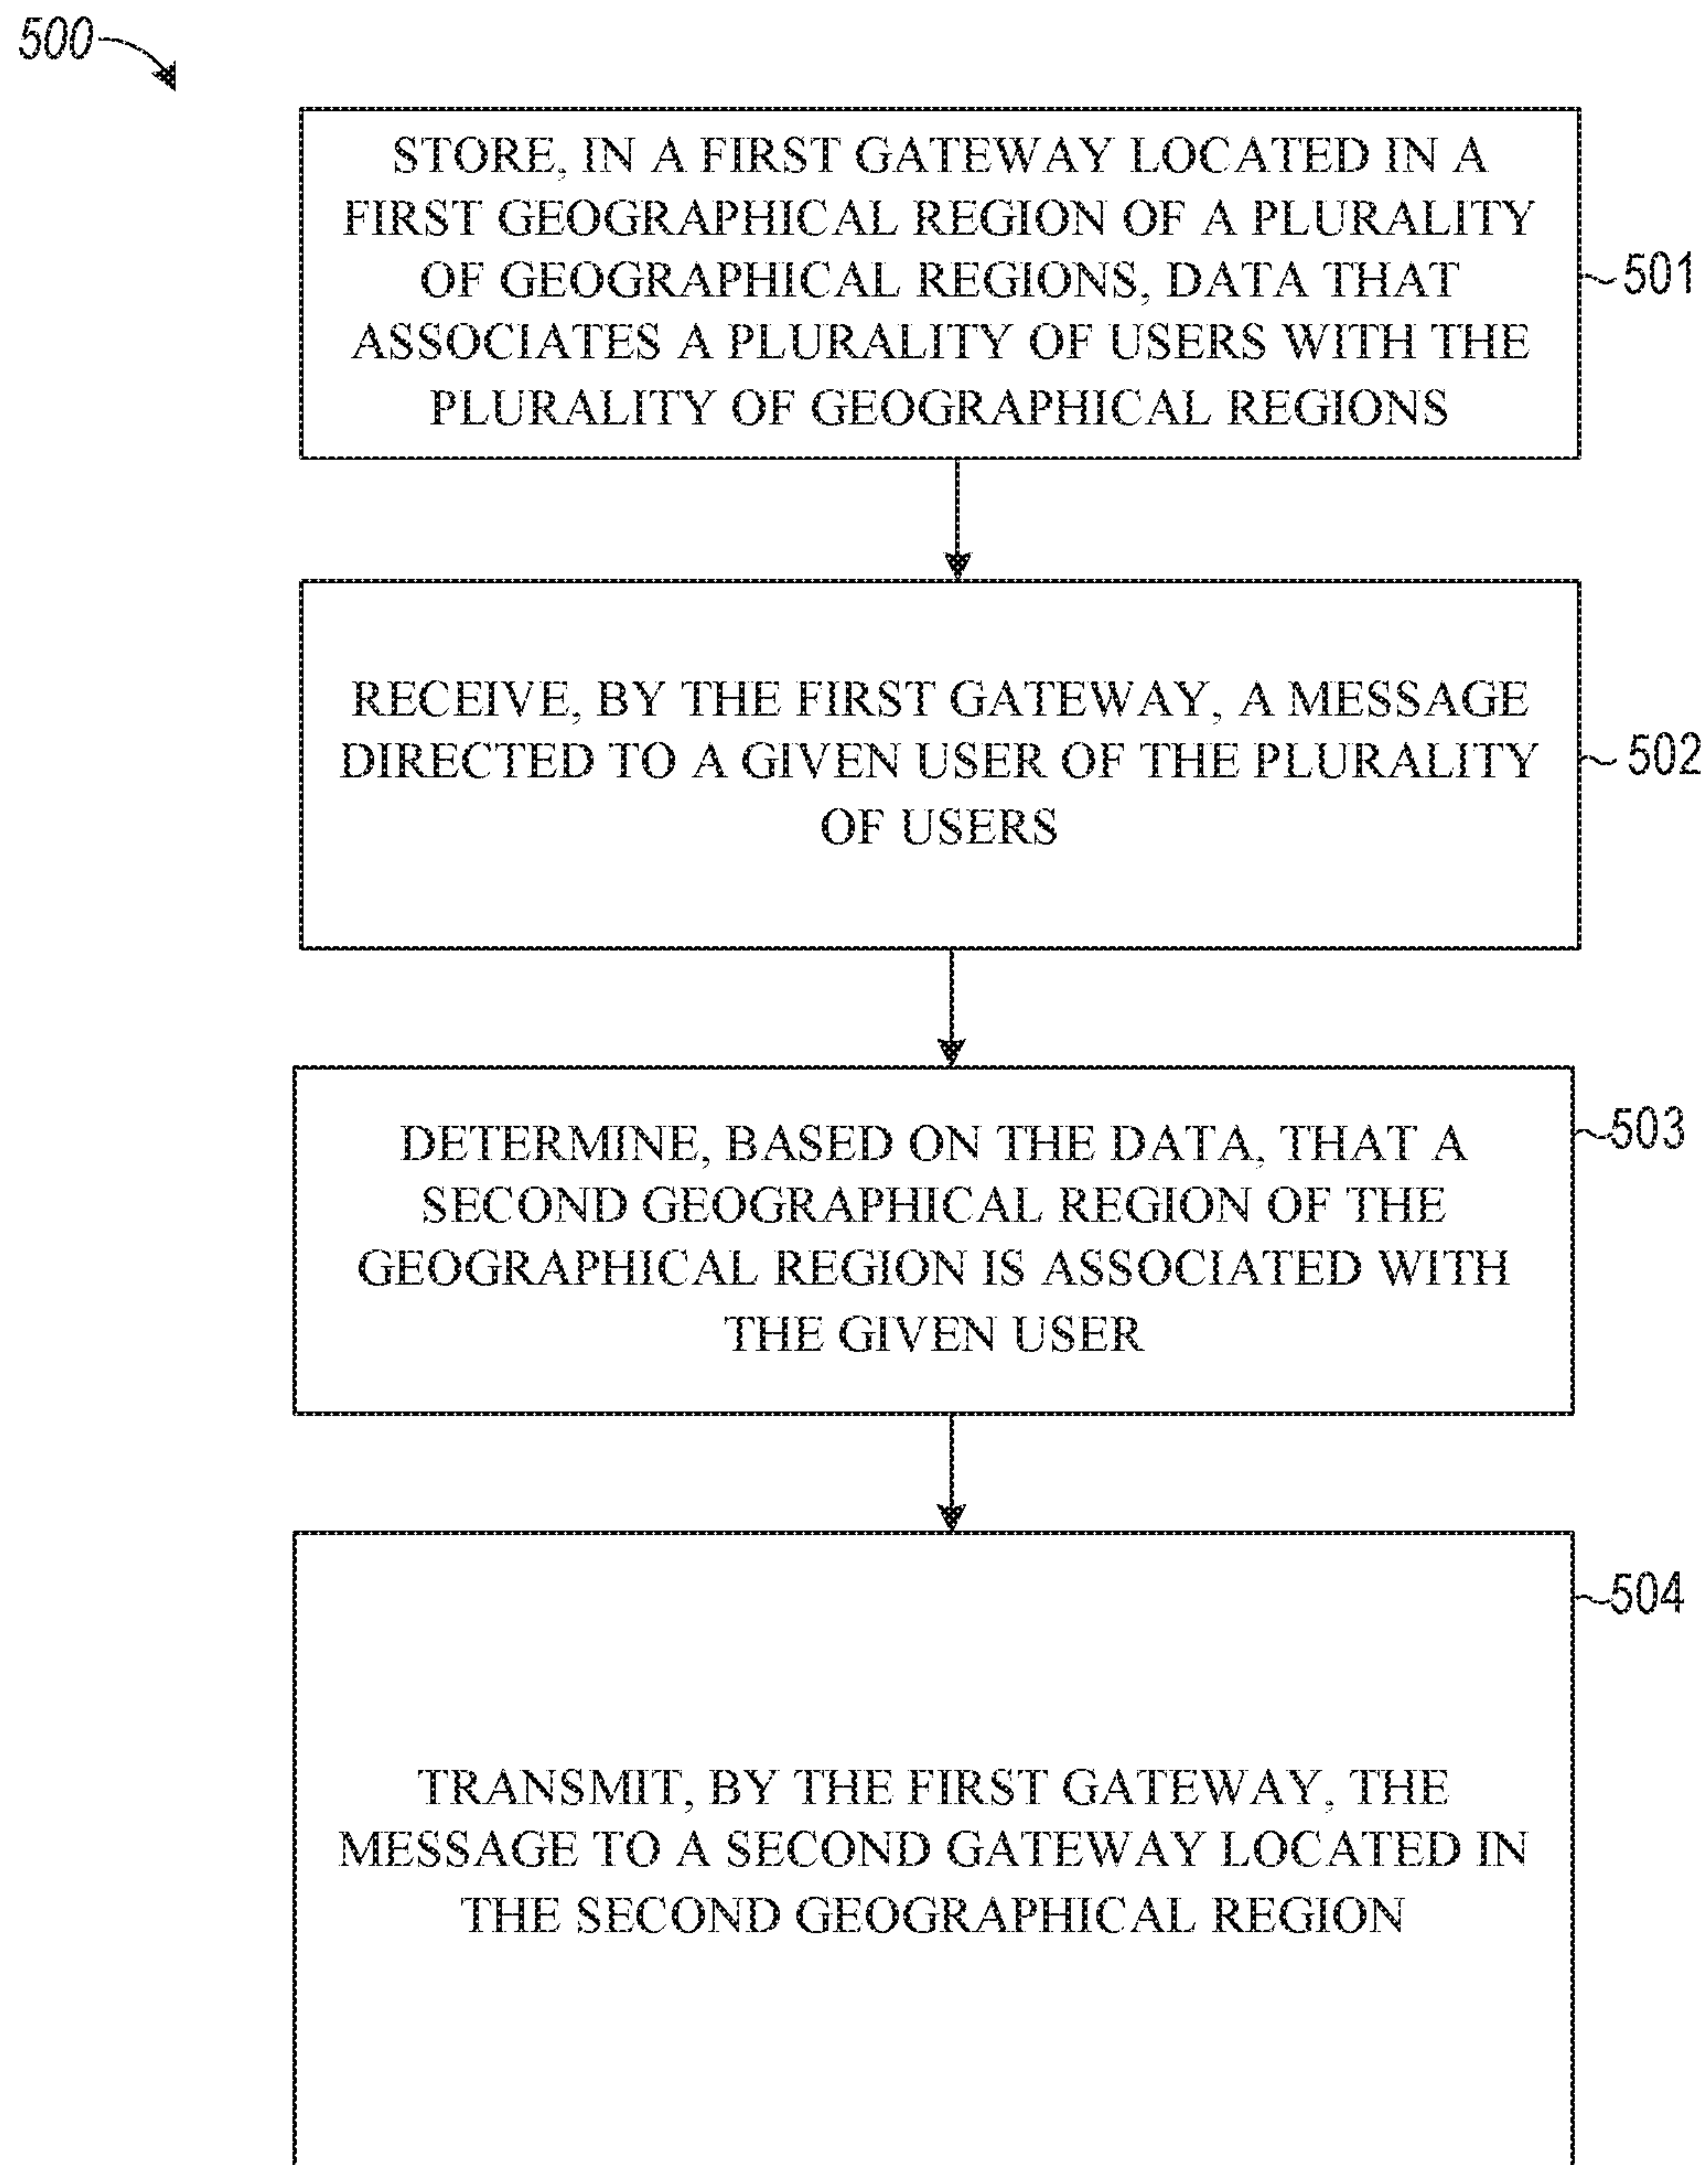 500
STORE, IN A FIRST GATEWAY LOCATED IN A
FIRST GEOGRAPHICAL REGION OF A PLURALITY
OF GEOGRAPHICAL REGIONS, DATA THAT
ASSOCIATES A PLURALITY OF USERS WITH THE
PLURALITY OF GEOGRAPHICAL REGIONS
501
RECEIVE, BY THE FIRST GATEWAY, A MESSAGE
DIRECTED TO A GIVEN USER OF THE PLURALITY
OF USERS
502
DETERMINE, BASED ON THE DATA, THAT A
SECOND GEOGRAPHICAL REGION OF THE
GEOGRAPHICAL REGION IS ASSOCIATED WITH
THE GIVEN USER
503
TRANSMIT, BY THE FIRST GATEWAY, THE
MESSAGE TO A SECOND GATEWAY LOCATED IN
THE SECOND GEOGRAPHICAL REGION
504